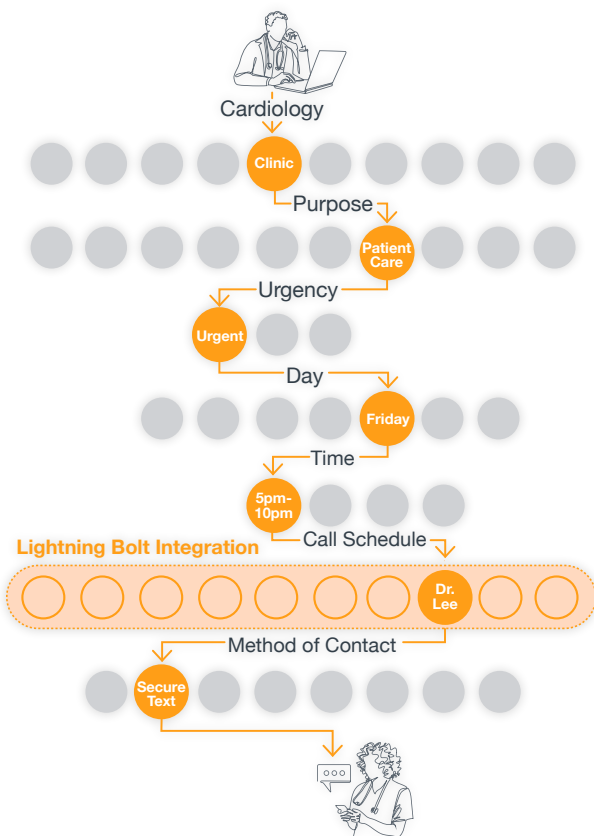 Cardiology
Clinic
Purpose
Patient
Care
Urgency
Urgent
Day
Friday
Time
5pm-
10pm
Call Schedule
Lightning Bolt Integration
Dr.
Lee
Method of Contact
Secure
Text